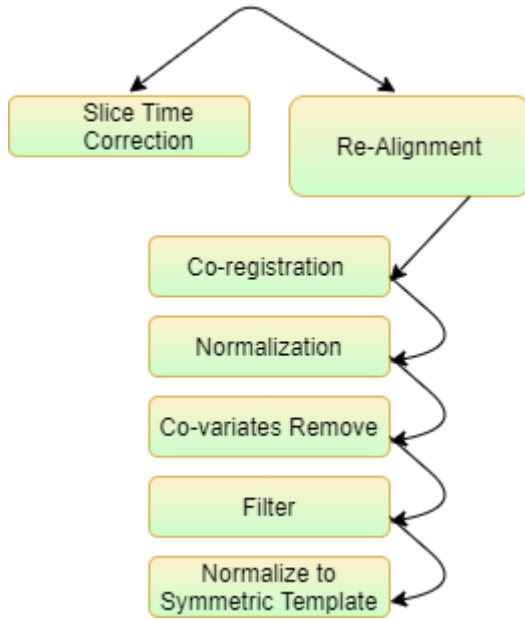 Slice Time
Correction
Re-Alignment
Co-registration
Normalization
Co-variates Remove
Filter
Normalize to
Symmetric Template